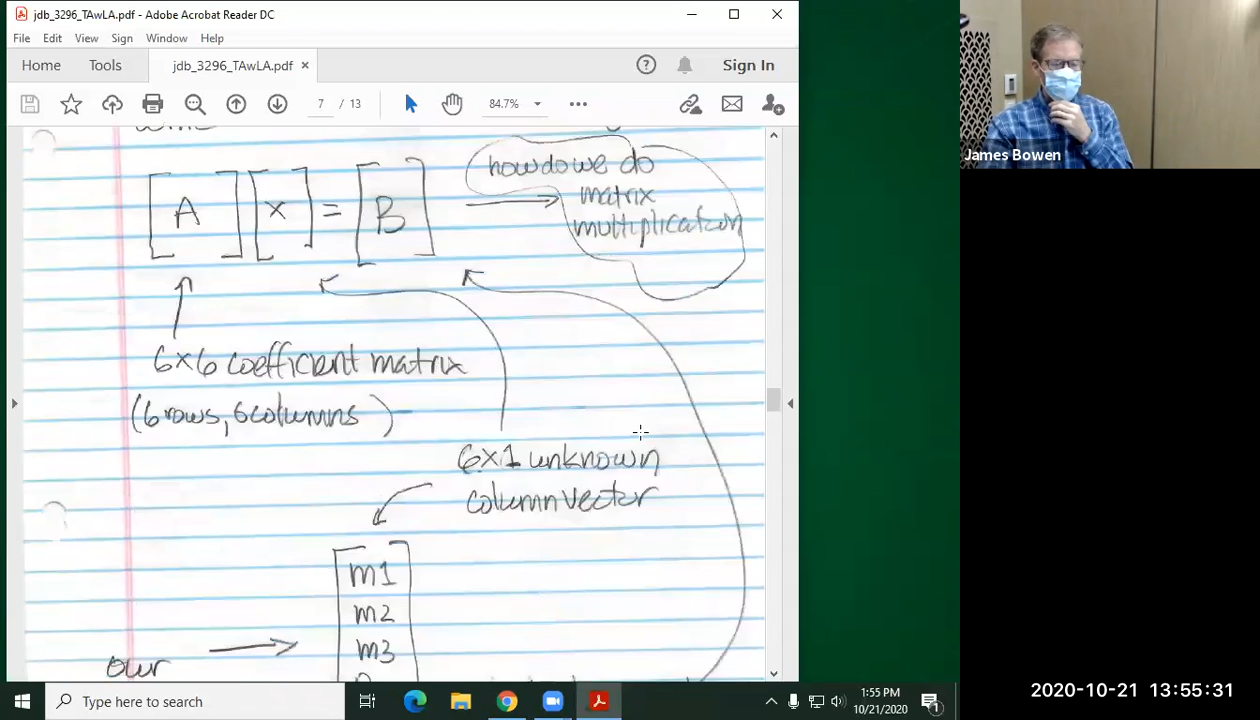 jdb_3296_TAwLA.pdf - Adobe Acrobat Reader DC
File Edit View Sign Window Help
Home Tools jdb_3296_TAwLA.pdf × Sign In
7 / 13 84.7%
how do we do
matrix
multiplication
[A] [x] = [B]
6×6 coefficient matrix
(6 rows, 6 columns )
6×1 unknown
column vector
m1
m2
m3
our
James Bowen
Type here to search
1:55 PM
10/21/2020
1
2020-10-21 13:55:31